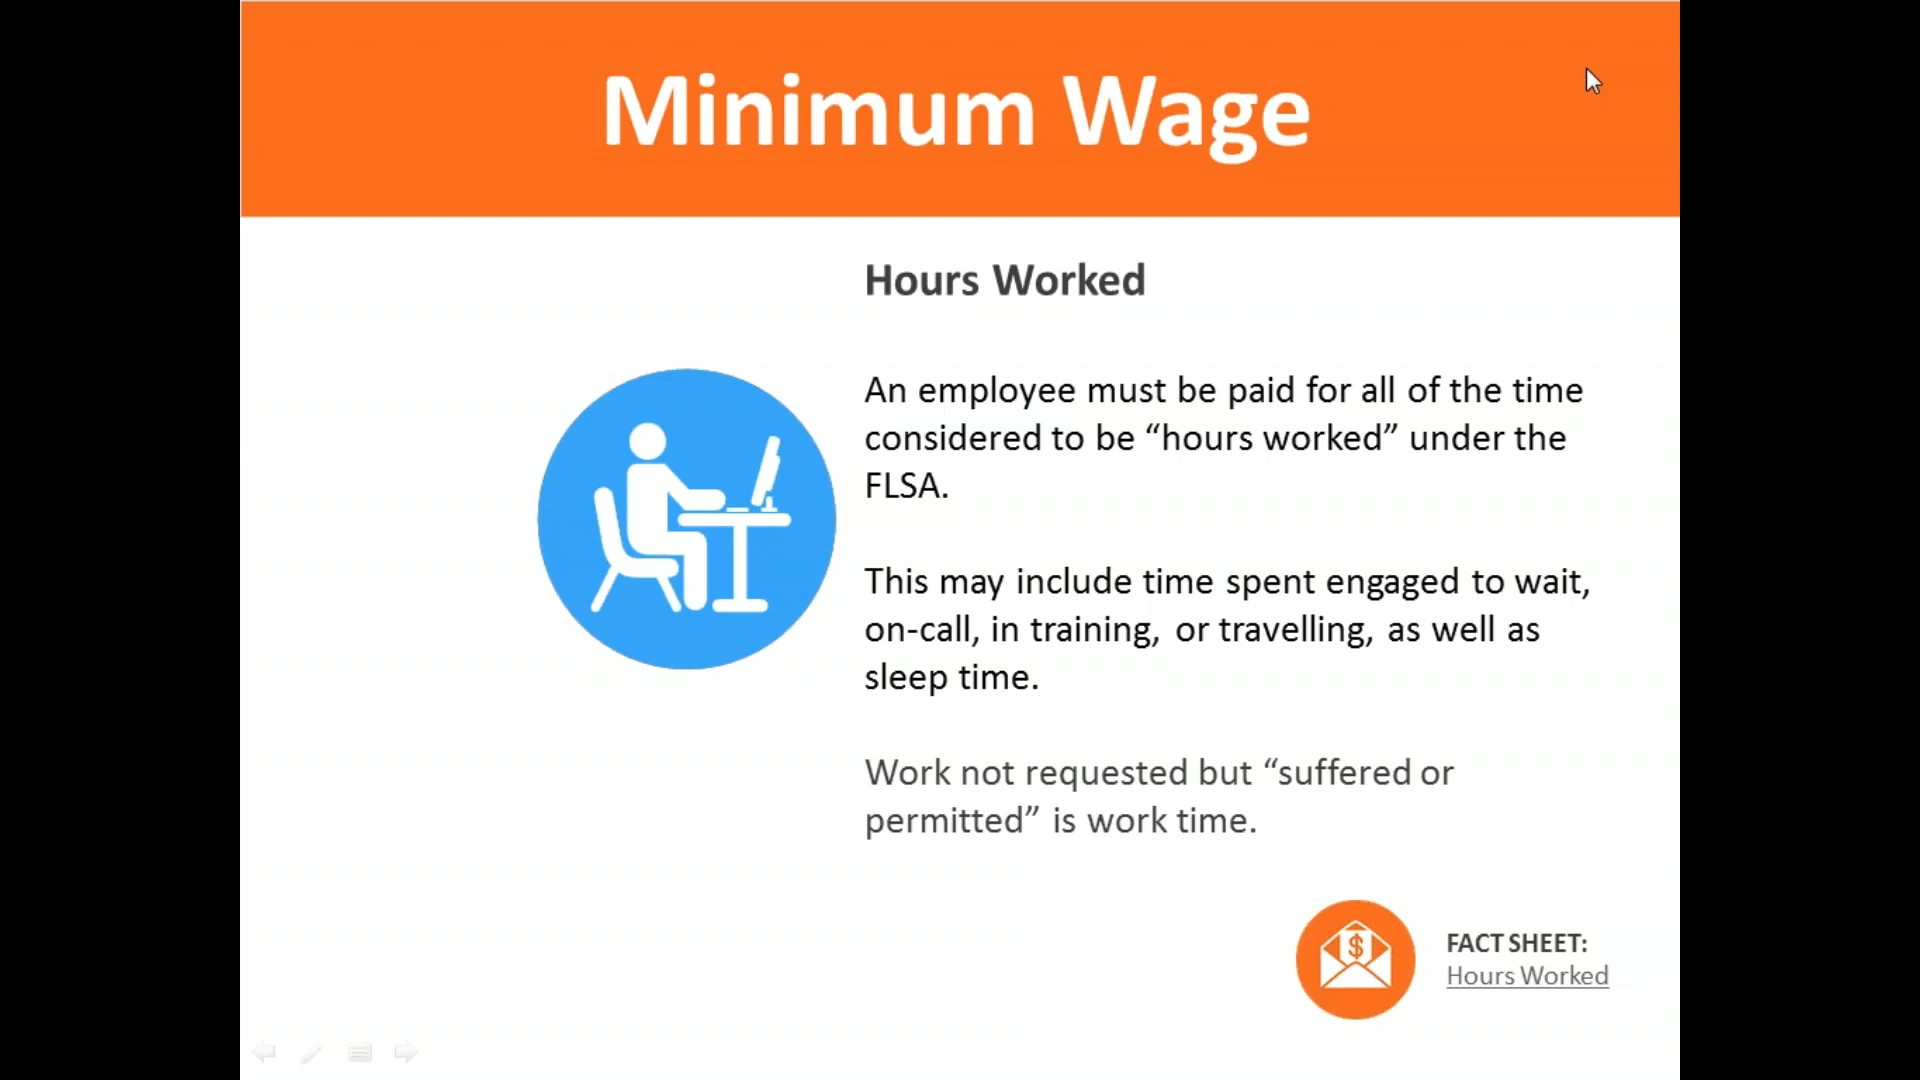 Minimum Wage
Hours Worked
An employee must be paid for all of the time
considered to be “hours worked” under the
FLSA.
This may include time spent engaged to wait,
on-call, in training, or travelling, as well as
sleep time.
Work not requested but “suffered or
permitted” is work time.
$
FACT SHEET:
Hours Worked